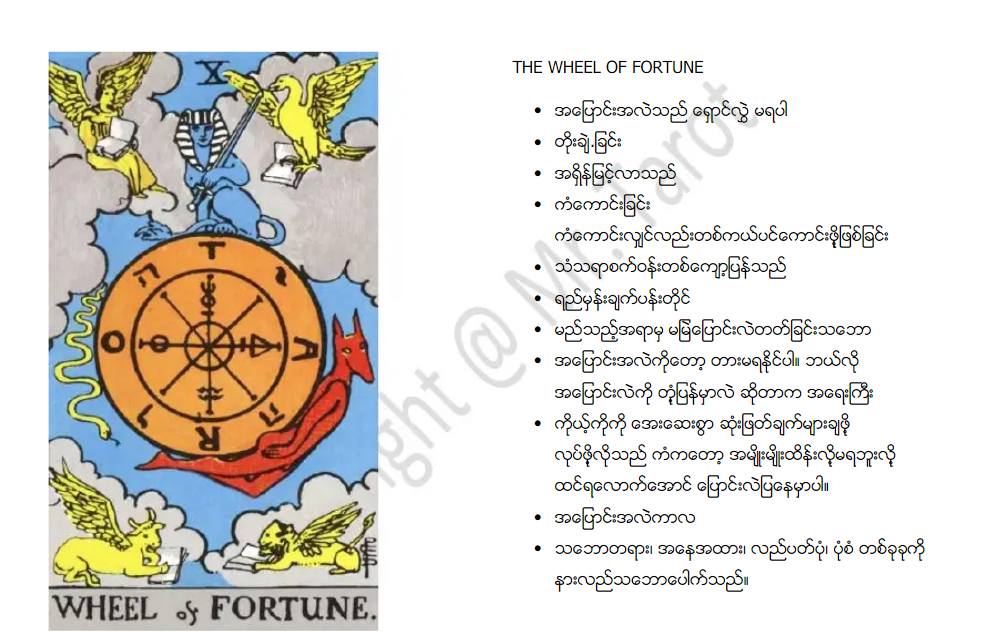 X
THE WHEEL OF FORTUNE
• အပြောင်းအလဲသည် ရှောင်လွှဲ မရပါ
• တိုးချဲ့.ခြင်း
• အရှိန်မြင့်လာသည်
• ကံကောင်းခြင်း
ကံကောင်းလျှင်လည်းတစ်ကယ်ပင်ကောင်းဖို့ဖြစ်ခြင်း
• သံသရာစက်ဝန်းတစ်ကျော့ပြန်သည်
• ရည်မှန်းချက်ပန်းတိုင်
• မည်သည့်အရာမှ မမြဲပြောင်းလဲတတ်ခြင်းသဘော
• အပြောင်းအလဲကိုတော့ တားမရနိုင်ပါ။ ဘယ်လို
အပြောင်းလဲကို တုံ့ပြန်မှာလဲ ဆိုတာက အရေးကြီး
• ကိုယ့်ကိုကို အေးဆေးစွာ ဆုံးဖြတ်ချက်များချဖို့
လုပ်ဖို့လိုသည် ကံကတော့ အမျိုးမျိုးထိန်းလို့မရဘူးလို့
ထင်ရလောက်အောင် ပြောင်းလဲပြနေမှာပါ။
• အပြောင်းအလဲကာလ
• သဘောတရား၊ အနေအထား၊ လည်ပတ်ပုံ၊ ပုံစံ တစ်ခုခုကို
နားလည်သဘောပေါက်သည်။
T
A
R
O
WHEEL of FORTUNE.
ght @ Mr. Tarot